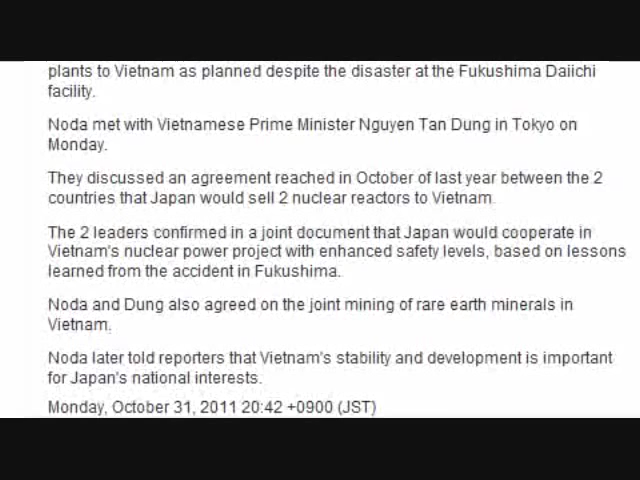 plants to Vietnam as planned despite the disaster at the Fukushima Daiichi
facility.
Noda met with Vietnamese Prime Minister Nguyen Tan Dung in Tokyo on
Monday.
They discussed an agreement reached in October of last year between the 2
countries that Japan would sell 2 nuclear reactors to Vietnam.
The 2 leaders confirmed in a joint document that Japan would cooperate in
Vietnam's nuclear power project with enhanced safety levels, based on lessons
learned from the accident in Fukushima.
Noda and Dung also agreed on the joint mining of rare earth minerals in
Vietnam.
Noda later told reporters that Vietnam's stability and development is important
for Japan's national interests.
Monday, October 31, 2011 20:42 +0900 (JST)